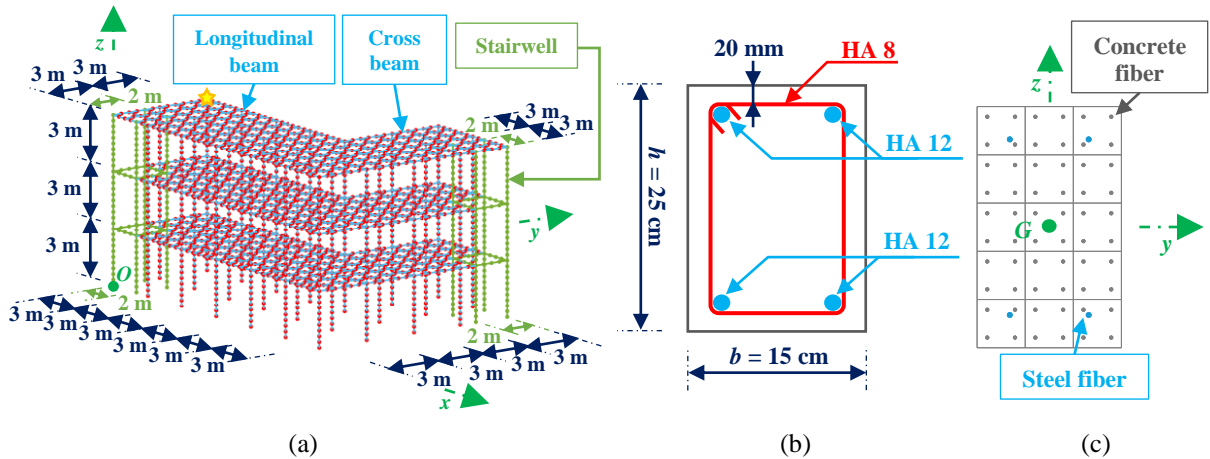 z
3 m
3 m
2 m
Longitudinal
beam
Cross
beam
Stairwell
3 m
3 m
3 m
O
2 m
3 m
3 m
3 m
3 m
3 m
3 m
2 m
3 m
3 m
y
2 m
3 m
3 m
3 m
3 m
x
(a)
20 mm
HA 8
HA 12
h = 25 cm
HA 12
b = 15 cm
(b)
Concrete
fiber
z
G
y
Steel fiber
(c)